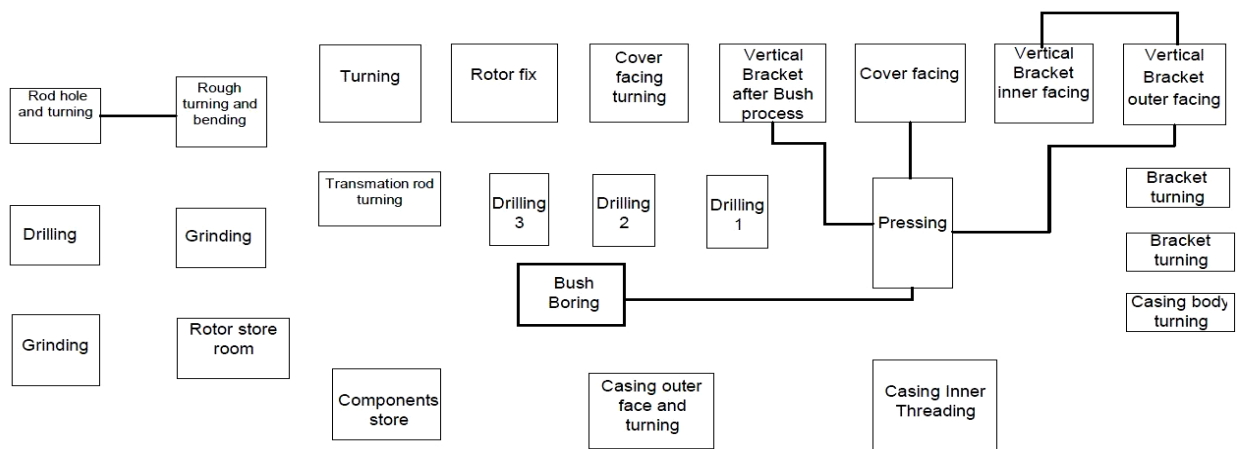 Turning
Rotor fix
Cover
facing
turning
Vertical
Bracket
after Bush
process
Cover facing
Vertical
Bracket
inner facing
Vertical
Bracket
outer facing
Rod hole
and turning
Rough
turning and
bending
Transmation rod
turning
Drilling
3
Drilling
2
Drilling
1
Pressing
Bracket
turning
Drilling
Grinding
Bracket
turning
Bush
Boring
Casing body
turning
Grinding
Rotor store
room
Components
store
Casing outer
face and
turning
Casing Inner
Threading